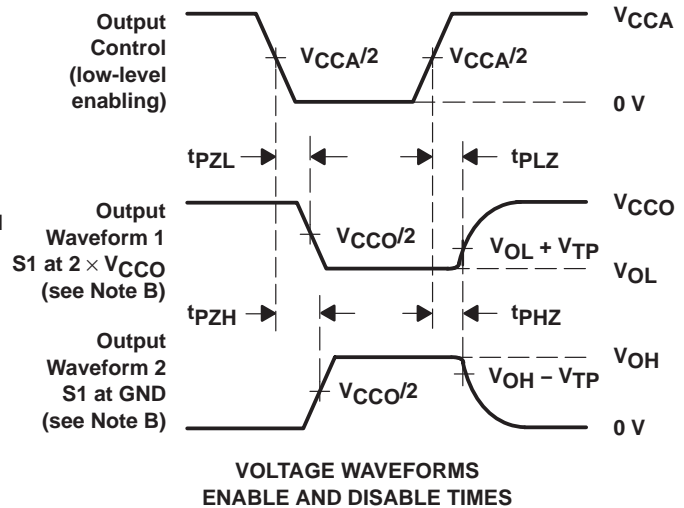 Output
Control
(low-level
enabling)
VCCA/2
VCCA/2
VCCA
0 V
tPZL
tPLZ
Output
Waveform 1
S1 at 2 × VCCO
(see Note B)
VCCO/2
VCCO
VOL + VTP
VOL
tPZH
tPHZ
Output
Waveform 2
S1 at GND
(see Note B)
VCCO/2
VOH
VOH − VTP
0 V
VOLTAGE WAVEFORMS
ENABLE AND DISABLE TIMES